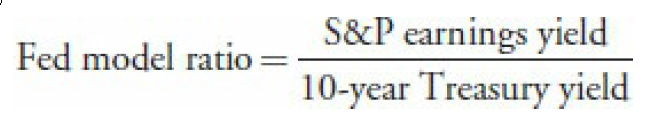 Fed model ratio = S&P earnings yield
10-year Treasury yield